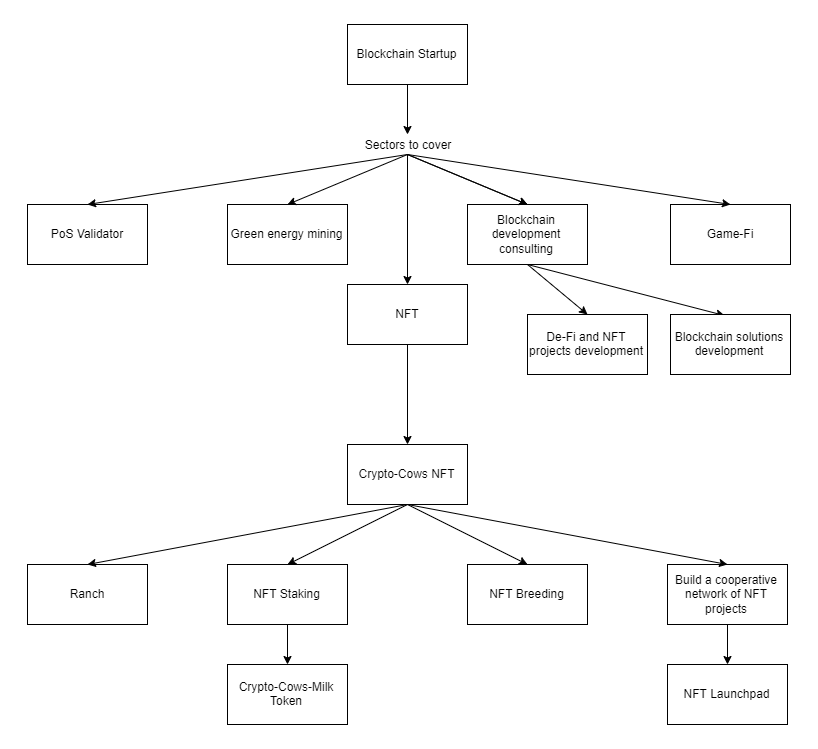 Blockchain Startup
Sectors to cover
PoS Validator
Green energy mining
Blockchain
development
consulting
Game-Fi
NFT
De-Fi and NFT
projects development
Blockchain solutions
development
Crypto-Cows NFT
Ranch
NFT Staking
NFT Breeding
Build a cooperative
network of NFT
projects
Crypto-Cows-Milk
Token
NFT Launchpad